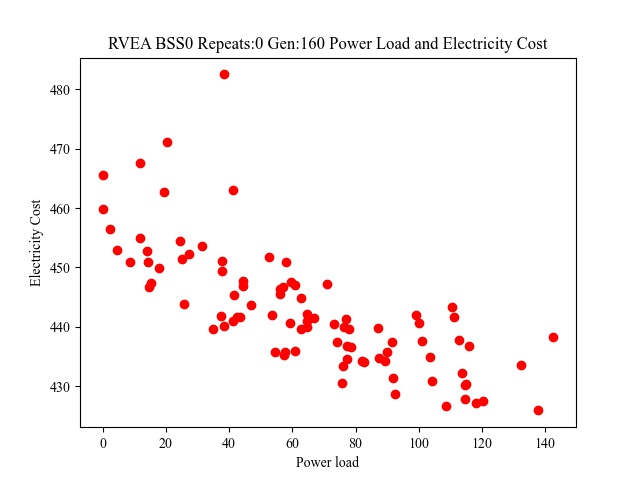 RVEA BSS0 Repeats:0 Gen:160 Power Load and Electricity Cost
480
470
460
450
440
430
Electricity Cost
0 20 40 60 80 100 120 140
Power load